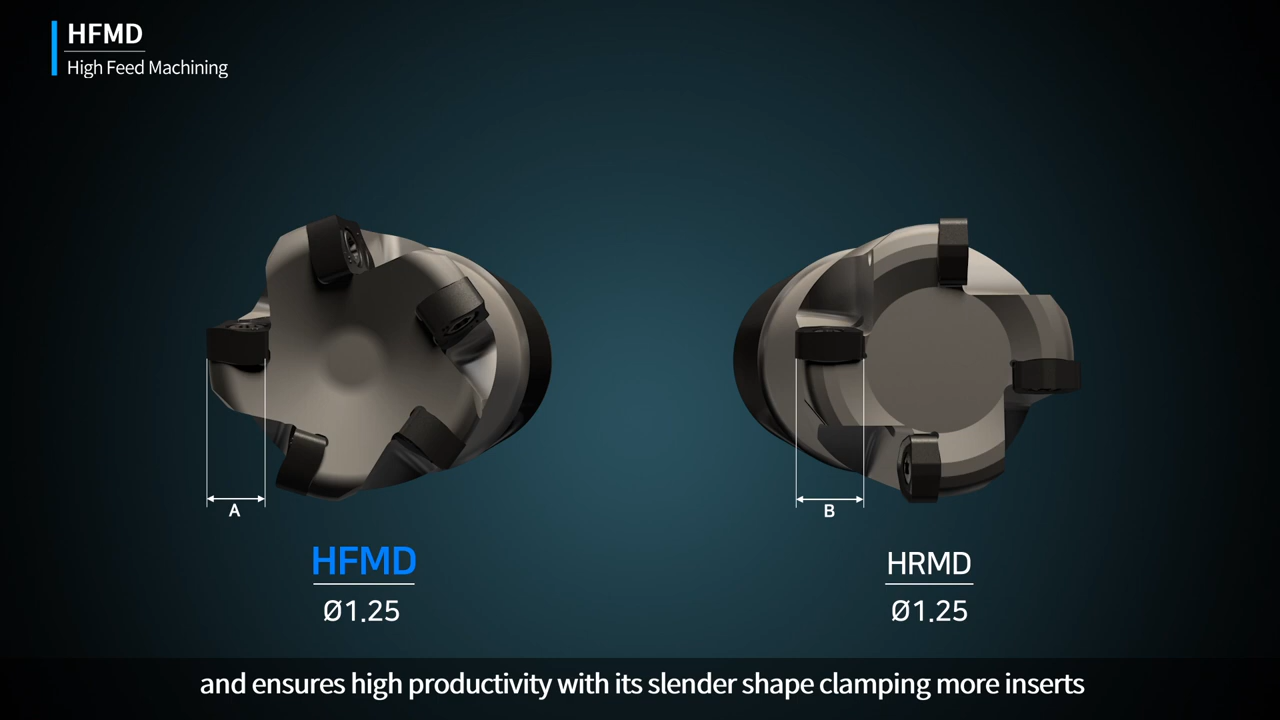 HFMD
High Feed Machining
A
B
HFMD
Ø1.25
HRMD
Ø1.25
and ensures high productivity with its slender shape clamping more inserts